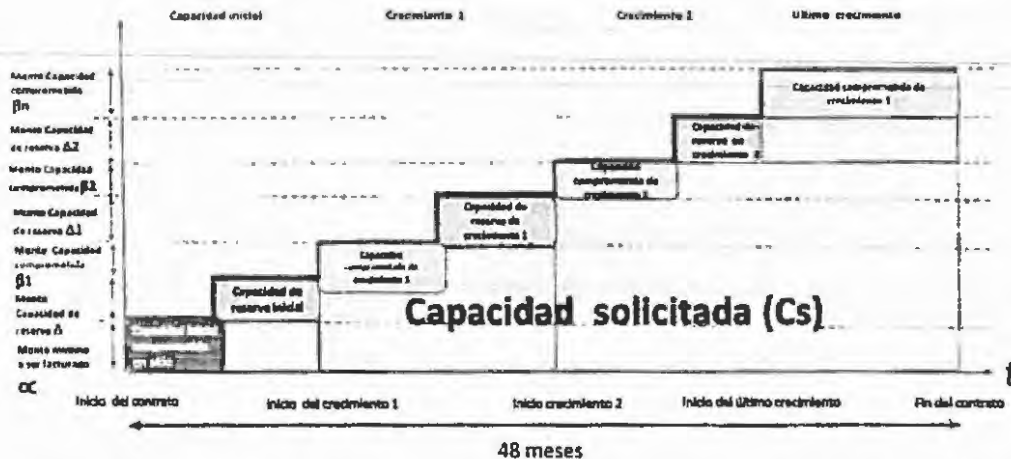 Capacidad inicial
Crecimiento 1
Crecimiento 2
Ultimo crecimiento
Monto Capacidad
comprometida
βn
Monto Capacidad
de reserva Δ2
Monto Capacidad
comprometida β2
Monto Capacidad
de reserva Δ1
Monto Capacidad
comprometida
β1
Monto
Capacidad de
reserva Δ
Monto minimo
a ser facturado
α
Capacidad comprometida de
crecimiento 1
Capacidad de
reserva de
crecimiento 2
Capacidad
comprometida de
crecimiento 2
Capacidad de
reserva de
crecimiento 1
Capacidad
comprometida de
crecimiento 1
Capacidad de
reserva inicial
Capacidad solicitada (Cs)
t
Inicio del contrato
Inicio del crecimiento 1
Inicio crecimiento 2
Inicio del último crecimiento
Fin del contrato
48 meses